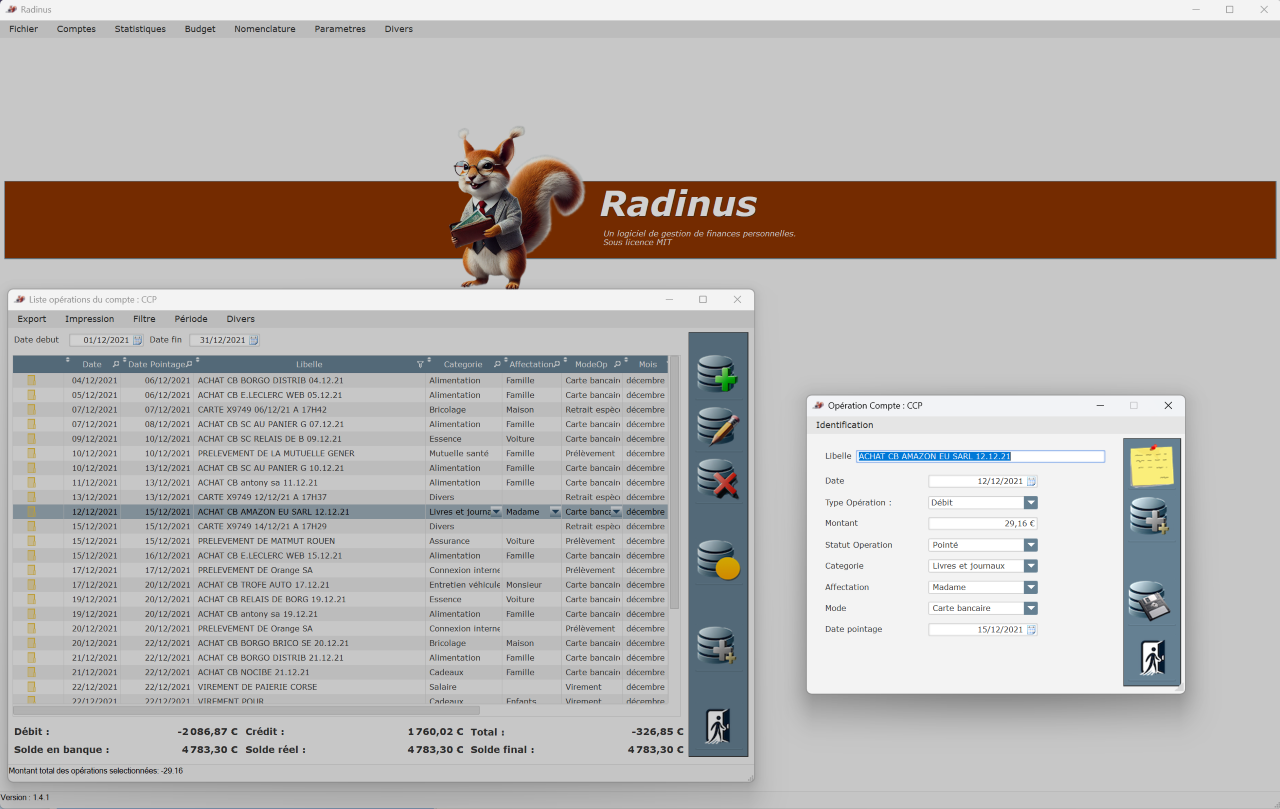 Radinus
Fichier Comptes Statistiques Budget Nomenclature Parametres Divers
Radinus
Un logiciel de gestion de finances personnelles.
Sous licence MIT
Liste opérations du compte : CCP
Export Impression Filtre Période Divers
Date debut 01/12/2021 Date fin 31/12/2021
Date Date Pointage Libelle Categorie Affectation ModeOp Mois
04/12/2021 06/12/2021 ACHAT CB BORGO DISTRIB 04.12.21 Alimentation Famille Carte bancair décembre
05/12/2021 06/12/2021 ACHAT CB E.LECLERC WEB 05.12.21 Alimentation Famille Carte bancair décembre
07/12/2021 07/12/2021 CARTE X9749 06/12/21 A 17H42 Bricolage Maison Retrait espèc décembre
07/12/2021 08/12/2021 ACHAT CB SC AU PANIER G 07.12.21 Alimentation Famille Carte bancair décembre
09/12/2021 10/12/2021 ACHAT CB SC RELAIS DE B 09.12.21 Essence Voiture Carte bancair décembre
10/12/2021 10/12/2021 PRELEVEMENT DE LA MUTUELLE GENER Mutuelle santé Famille Prélèvement décembre
10/12/2021 13/12/2021 ACHAT CB SC AU PANIER G 10.12.21 Alimentation Famille Carte bancair décembre
11/12/2021 13/12/2021 ACHAT CB antony sa 11.12.21 Alimentation Famille Carte bancair décembre
13/12/2021 13/12/2021 CARTE X9749 12/12/21 A 17H37 Divers Retrait espèc décembre
12/12/2021 15/12/2021 ACHAT CB AMAZON EU SARL 12.12.21 Livres et journa Madame Carte banc décembre
15/12/2021 15/12/2021 CARTE X9749 14/12/21 A 17H29 Divers Retrait espèc décembre
15/12/2021 15/12/2021 PRELEVEMENT DE MATMUT ROUEN Assurance Voiture Prélèvement décembre
15/12/2021 16/12/2021 ACHAT CB E.LECLERC WEB 15.12.21 Alimentation Famille Carte bancair décembre
17/12/2021 17/12/2021 PRELEVEMENT DE Orange SA Connexion interne Prélèvement décembre
17/12/2021 20/12/2021 ACHAT CB TROFE AUTO 17.12.21 Entretien véhicule Monsieur Carte bancair décembre
19/12/2021 20/12/2021 ACHAT CB RELAIS DE BORG 19.12.21 Essence Voiture Carte bancair décembre
19/12/2021 20/12/2021 ACHAT CB antony sa 19.12.21 Alimentation Famille Carte bancair décembre
20/12/2021 20/12/2021 PRELEVEMENT DE Orange SA Connexion interne Prélèvement décembre
20/12/2021 22/12/2021 ACHAT CB BORGO BRICO SE 20.12.21 Bricolage Maison Carte bancair décembre
21/12/2021 22/12/2021 ACHAT CB BORGO DISTRIB 21.12.21 Alimentation Famille Carte bancair décembre
21/12/2021 22/12/2021 ACHAT CB NOCIBE 21.12.21 Cadeaux Famille Carte bancair décembre
22/12/2021 22/12/2021 VIREMENT DE PAIERIE CORSE Salaire Virement décembre
22/12/2021 22/12/2021 VIREMENT POUR Cadeaux Enfants Virement décembre
Débit : -2 086,87 € Crédit : 1 760,02 € Total : -326,85 €
Solde en banque : 4 783,30 € Solde réel : 4 783,30 € Solde final : 4 783,30 €
Montant total des opérations selectionnées: -29.16
Version : 1.4.1
Opération Compte : CCP
Identification
Libelle ACHAT CB AMAZON EU SARL 12.12.21
Date 12/12/2021
Type Opération : Débit
Montant 29,16 €
Statut Operation Pointé
Categorie Livres et journaux
Affectation Madame
Mode Carte bancaire
Date pointage 15/12/2021